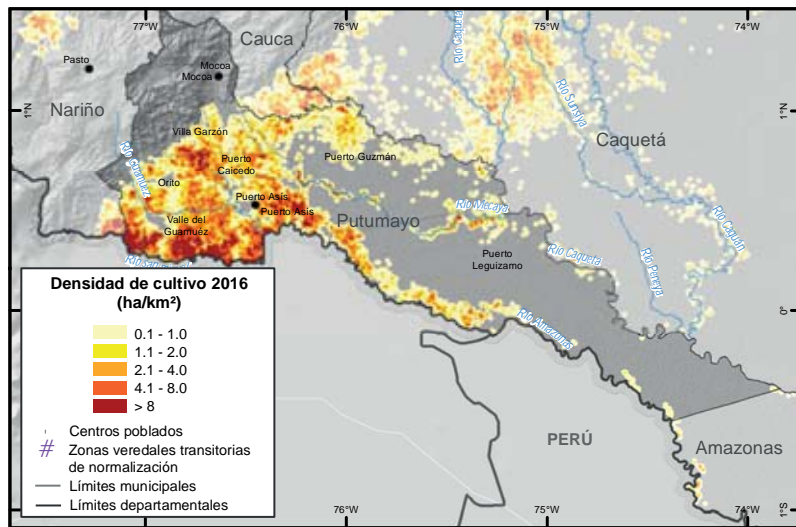 77°W
76°W
75°W
74°W
Cauca
Pasto
Mocoa
Mocoa
Nariño
1°N
1°N
Río Caquetá
Río Sunsiya
Caquetá
Villa Garzón
Puerto Guzmán
Puerto
Caicedo
Río Guamuez
Orito
Puerto Asís
Puerto Asís
Valle del
Guamuéz
Putumayo
Río Mecaya
Puerto
Leguizamo
Río Caquetá
Río Pereya
Río Caguán
Río Amazonas
0°
Densidad de cultivo 2016
(ha/km²)
0.1 - 1.0
1.1 - 2.0
2.1 - 4.0
4.1 - 8.0
> 8
Centros poblados
# Zonas veredales transitorias
de normalización
Límites municipales
Límites departamentales
PERÚ
Amazonas
77°W
76°W
75°W
74°W
1°S